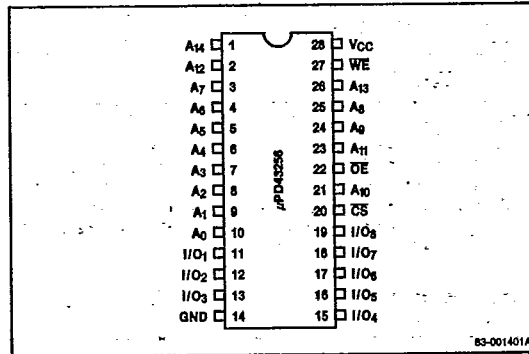 A14 1 28 VCC
A12 2 27 WE
A7 3 26 A13
A6 4 25 A8
A5 5 24 A9
A4 6 23 A11
A3 7 22 OE
A2 8 21 A10
A1 9 20 CS
A0 10 19 I/O8
I/O1 11 18 I/O7
I/O2 12 17 I/O6
I/O3 13 16 I/O5
GND 14 15 I/O4
μPD43256
83-001401A